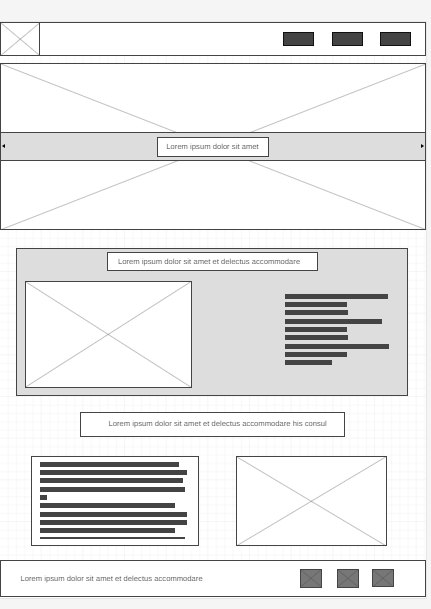 Lorem ipsum dolor sit amet
Lorem ipsum dolor sit amet et delectus accommodare
Lorem ipsum dolor sit amet et delectus accommodare his consul
Lorem ipsum dolor sit amet et delectus accommodare